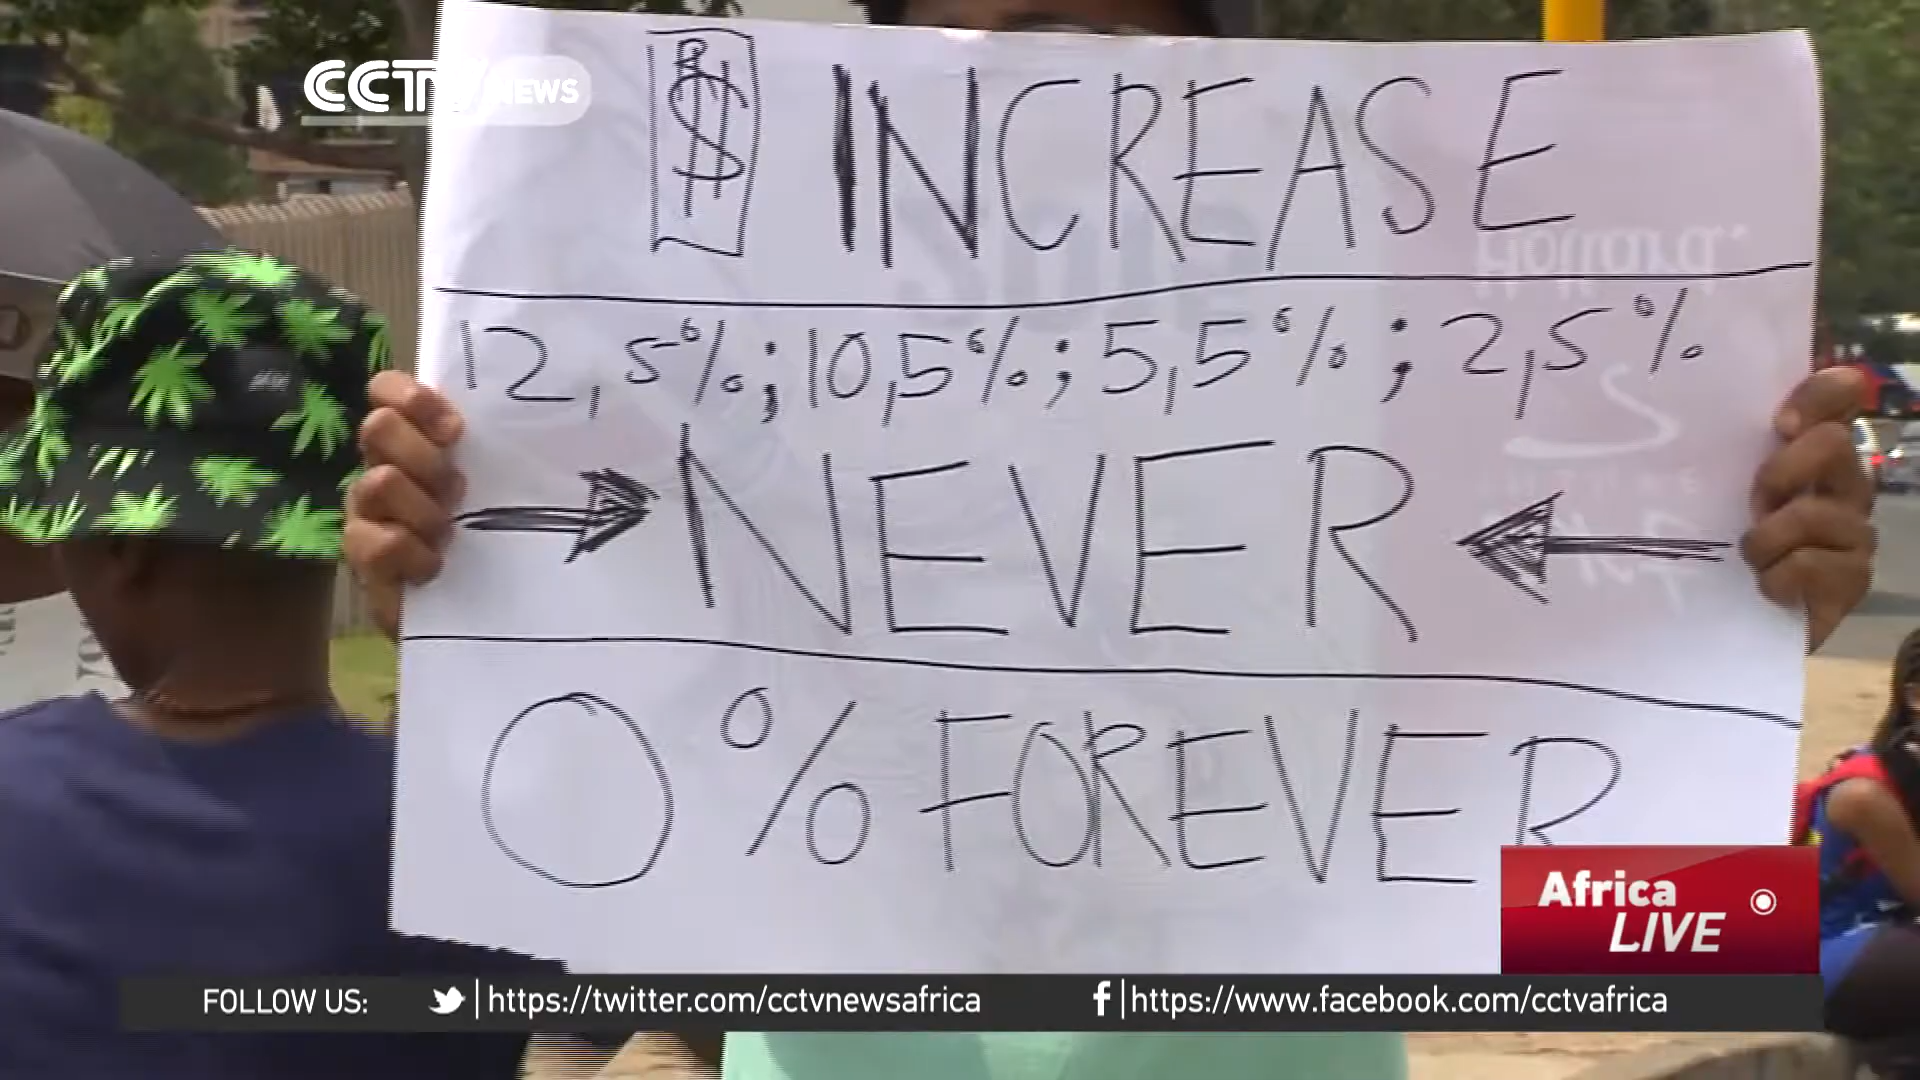 CCTV NEWS
R$ INCREASE
12,5%; 10,5%; 5,5%; 2,5%
NEVER
0% FOREVER
Africa
LIVE
FOLLOW US: https://twitter.com/cctvnewsafrica https://www.facebook.com/cctvafrica